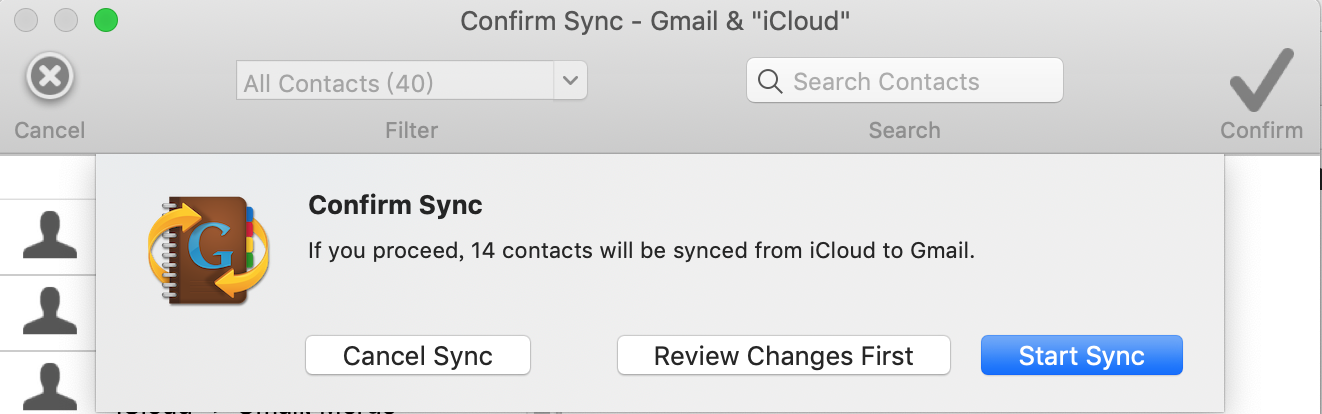 Confirm Sync - Gmail & "iCloud"
All Contacts (40)
Search Contacts
Cancel
Filter
Search
Confirm
G
Confirm Sync
If you proceed, 14 contacts will be synced from iCloud to Gmail.
Cancel Sync
Review Changes First
Start Sync